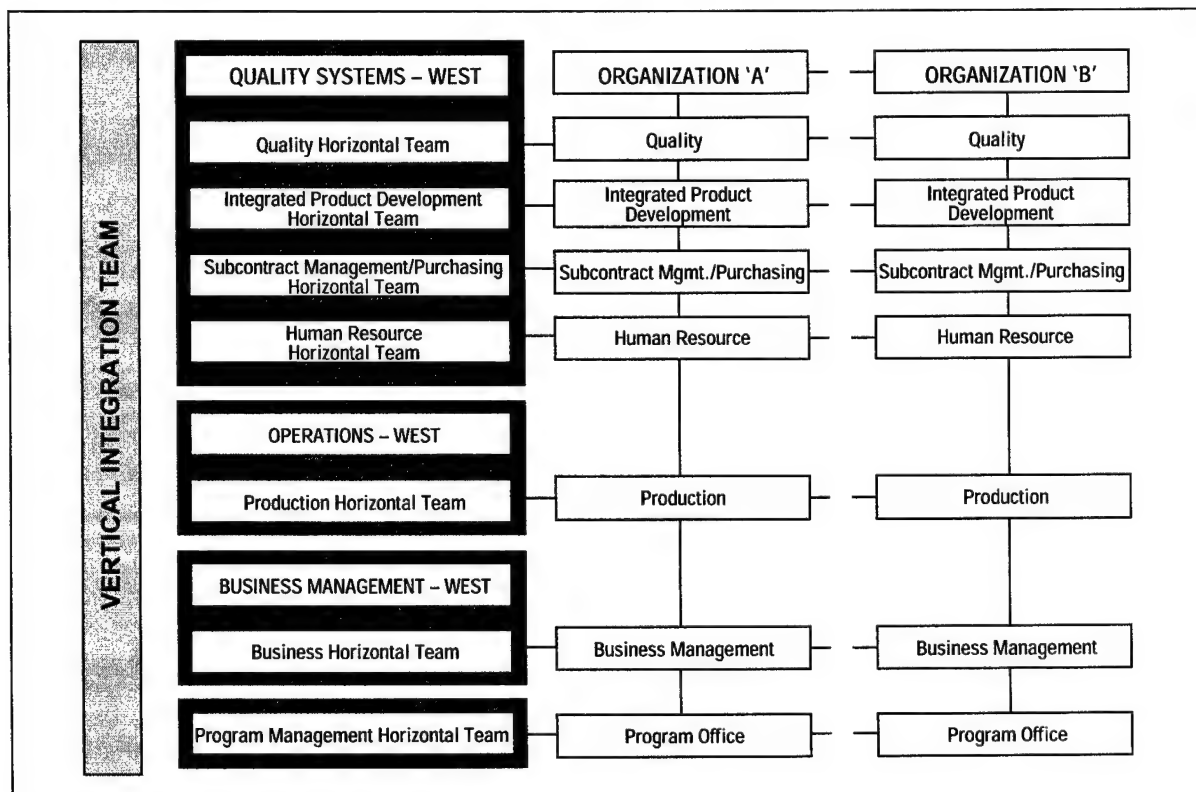 VERTICAL INTEGRATION TEAM
QUALITY SYSTEMS – WEST
ORGANIZATION ‘A’
ORGANIZATION ‘B’
Quality Horizontal Team
Quality
Quality
Integrated Product Development
Horizontal Team
Integrated Product
Development
Integrated Product
Development
Subcontract Management/Purchasing
Horizontal Team
Subcontract Mgmt./Purchasing
Subcontract Mgmt./Purchasing
Human Resource
Horizontal Team
Human Resource
Human Resource
OPERATIONS – WEST
Production Horizontal Team
Production
Production
BUSINESS MANAGEMENT – WEST
Business Horizontal Team
Business Management
Business Management
Program Management Horizontal Team
Program Office
Program Office